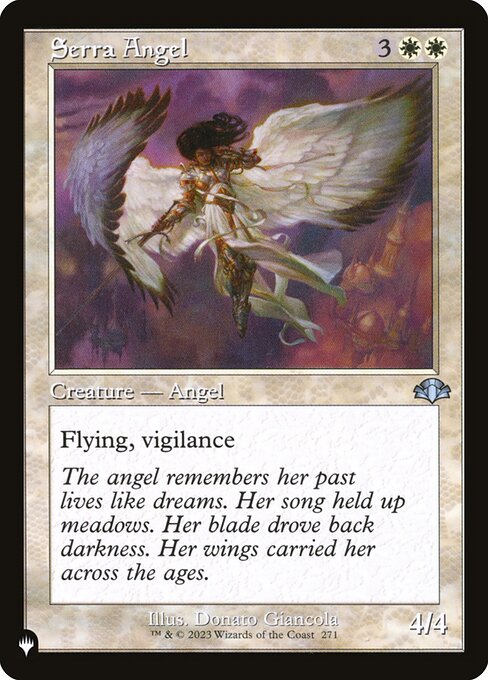 Serra Angel 3
Creature — Angel
Flying, vigilance
The angel remembers her past
lives like dreams. Her song held up
meadows. Her blade drove back
darkness. Her wings carried her
across the ages.
Illus. Donato Giancola
4/4
™ & © 2023 Wizards of the Coast 271